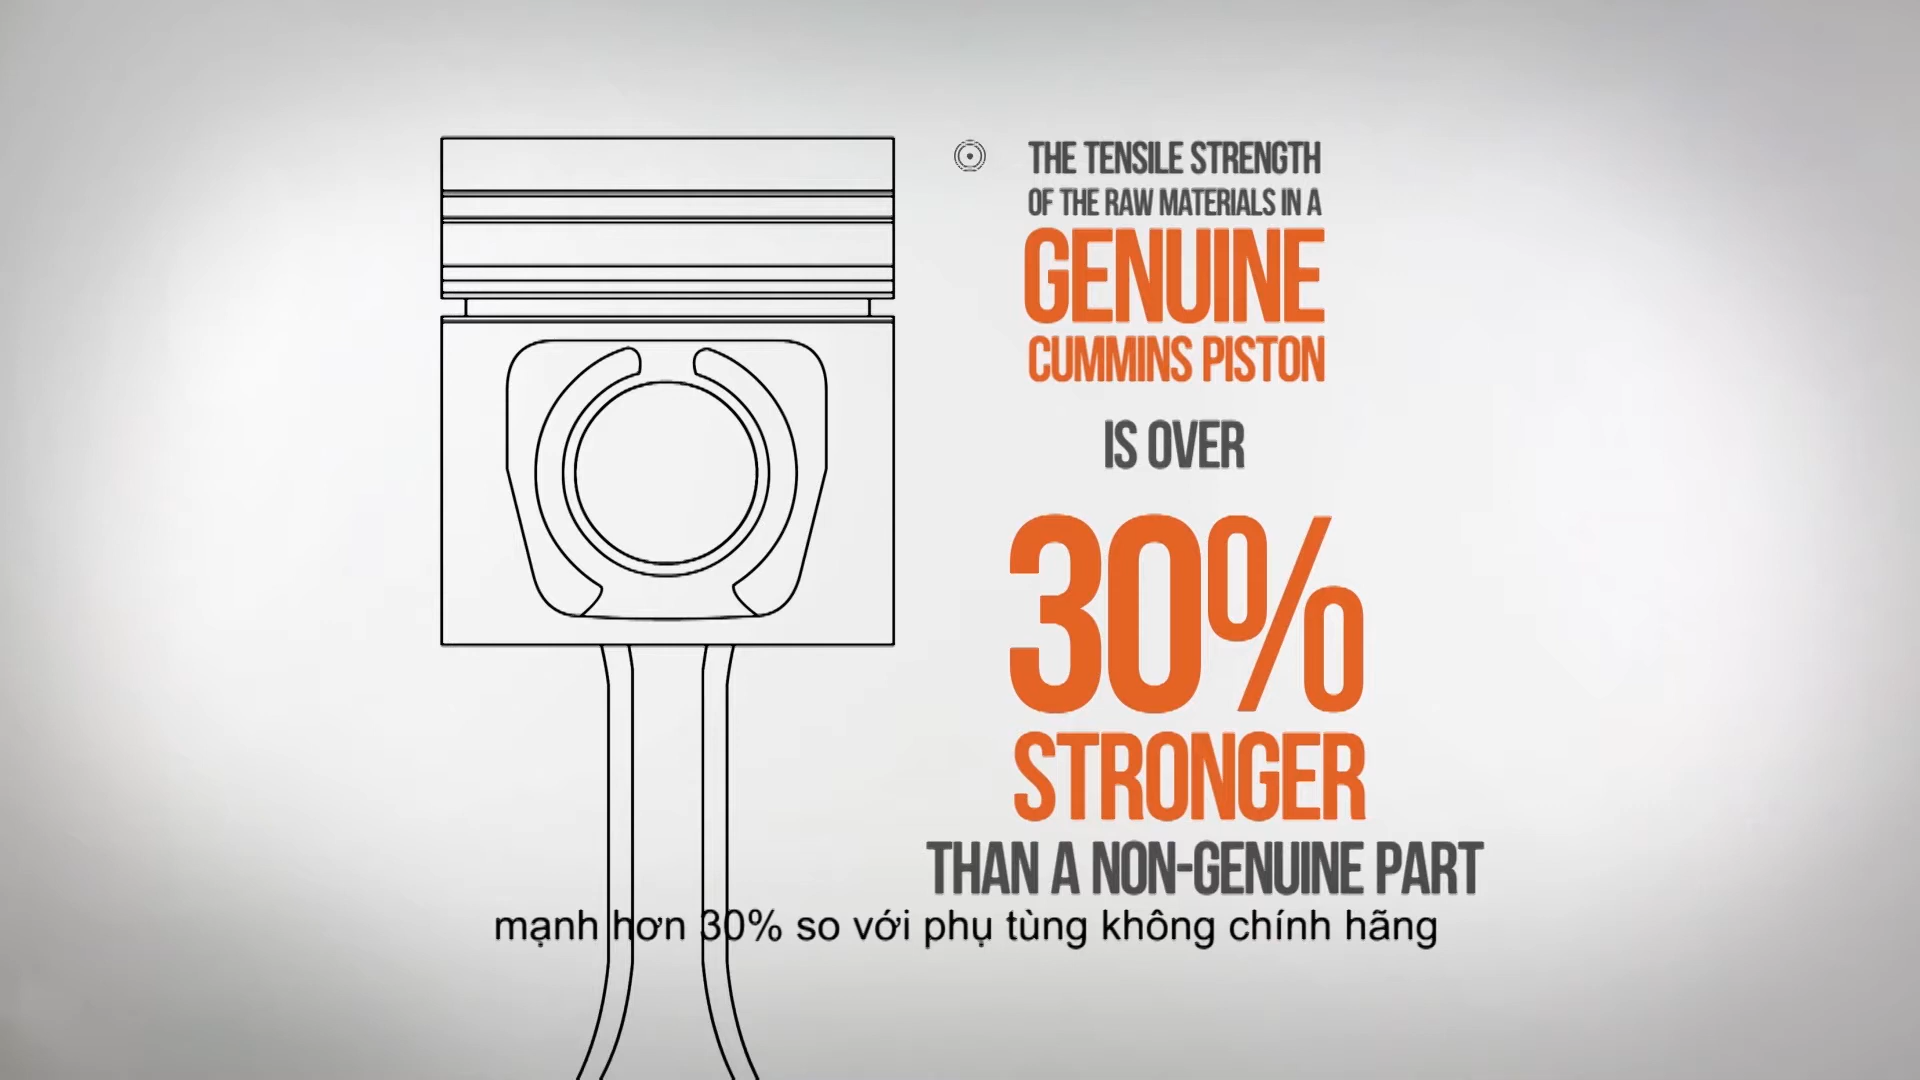 THE TENSILE STRENGTH
OF THE RAW MATERIALS IN A
GENUINE
CUMMINS PISTON
IS OVER
30%
STRONGER
THAN A NON-GENUINE PART
mạnh hơn 30% so với phụ tùng không chính hãng